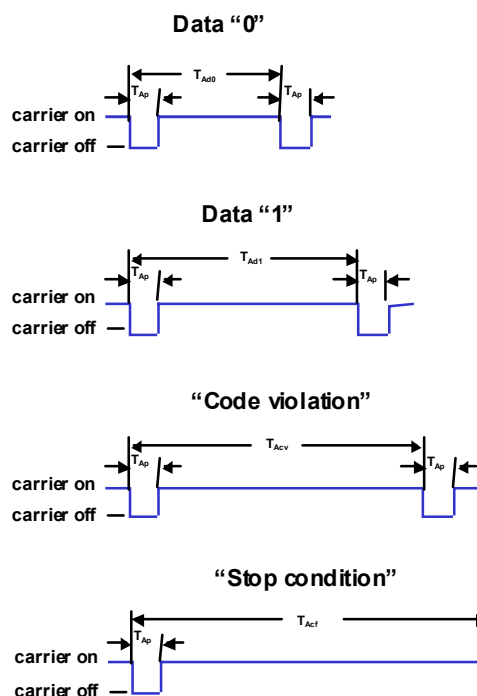 Data “0”
TAd0
TAp TAp
carrier on
carrier off
Data “1”
TAd1
TAp TAp
carrier on
carrier off
“Code violation”
TAcv
TAp TAp
carrier on
carrier off
“Stop condition”
TAcf
TAp
carrier on
carrier off